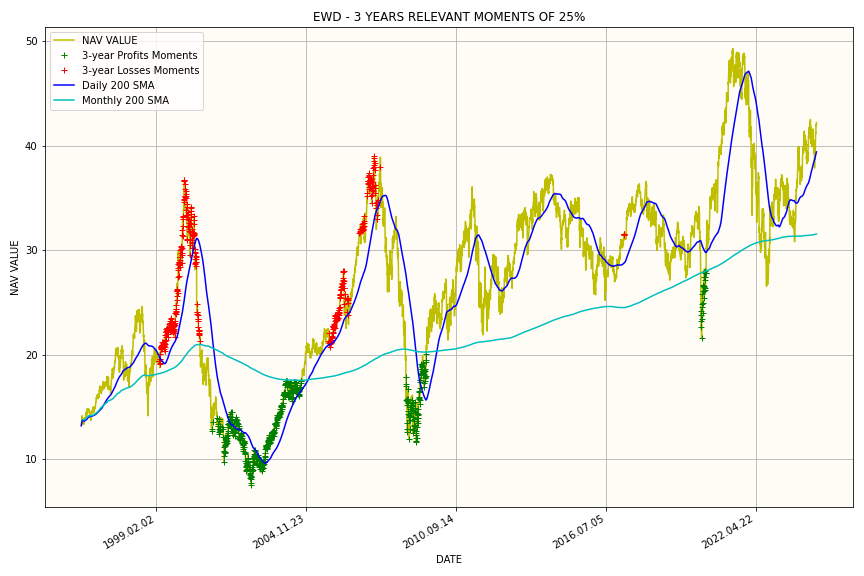 EWD - 3 YEARS RELEVANT MOMENTS OF 25%
NAV VALUE
3-year Profits Moments
3-year Losses Moments
Daily 200 SMA
Monthly 200 SMA
50
40
30
20
10
NAV VALUE
1999.02.02
2004.11.23
2010.09.14
2016.07.05
2022.04.22
DATE